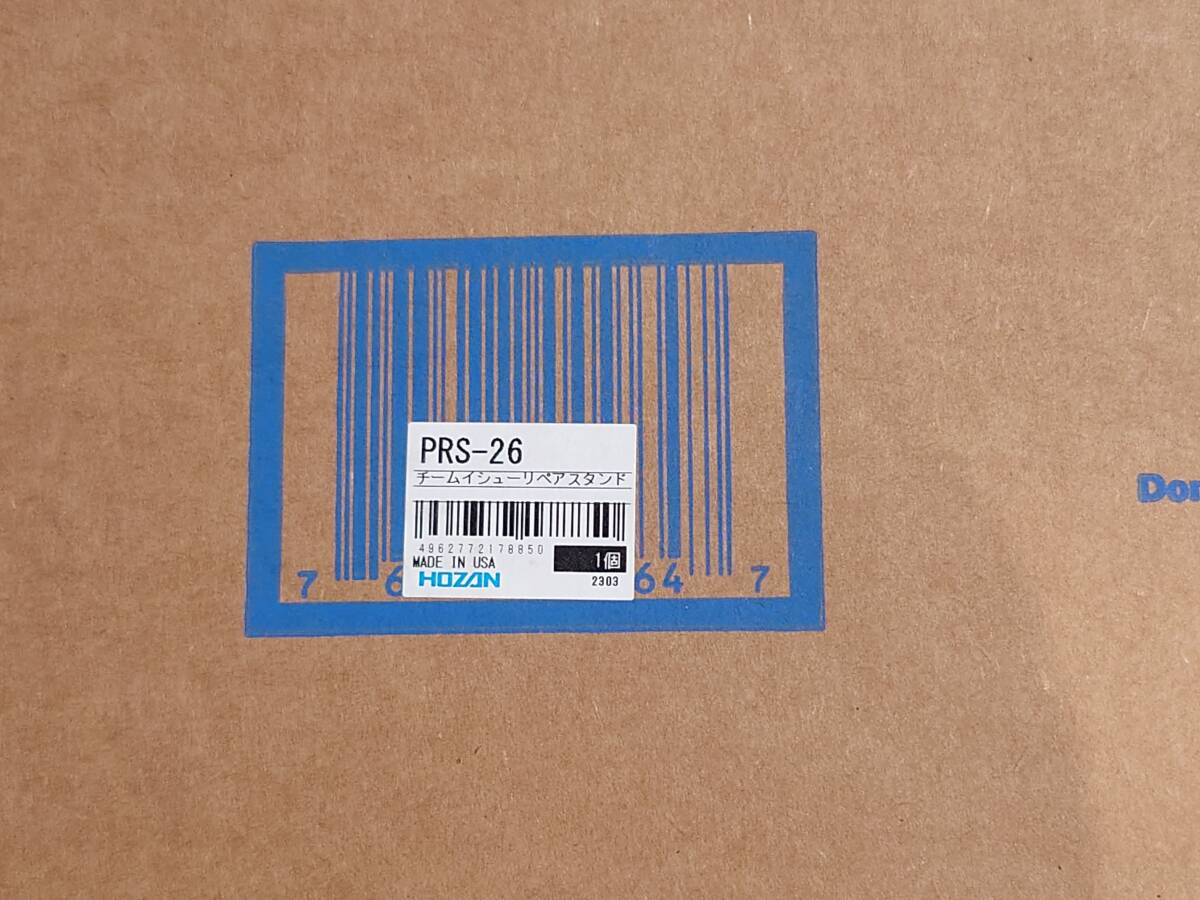 PRS-26
チームイシューリペアスタンド
4962772178850
1個
MADE IN USA
HOZAN
2303
7 6 64 7